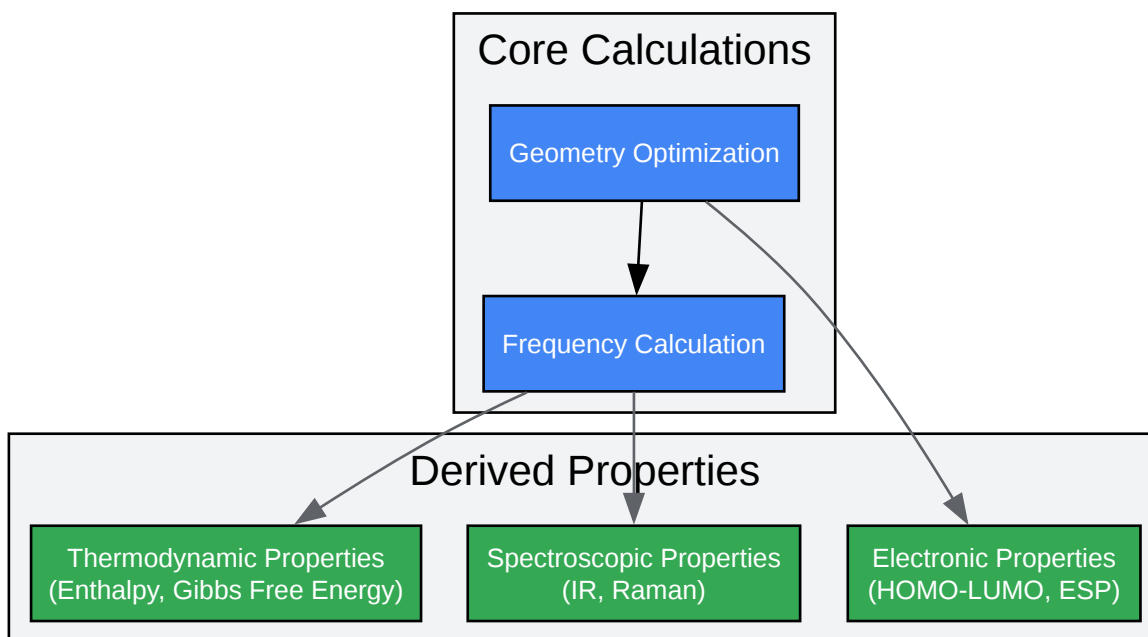 Core Calculations
Geometry Optimization
Frequency Calculation
Derived Properties
Thermodynamic Properties
(Enthalpy, Gibbs Free Energy)
Spectroscopic Properties
(IR, Raman)
Electronic Properties
(HOMO-LUMO, ESP)